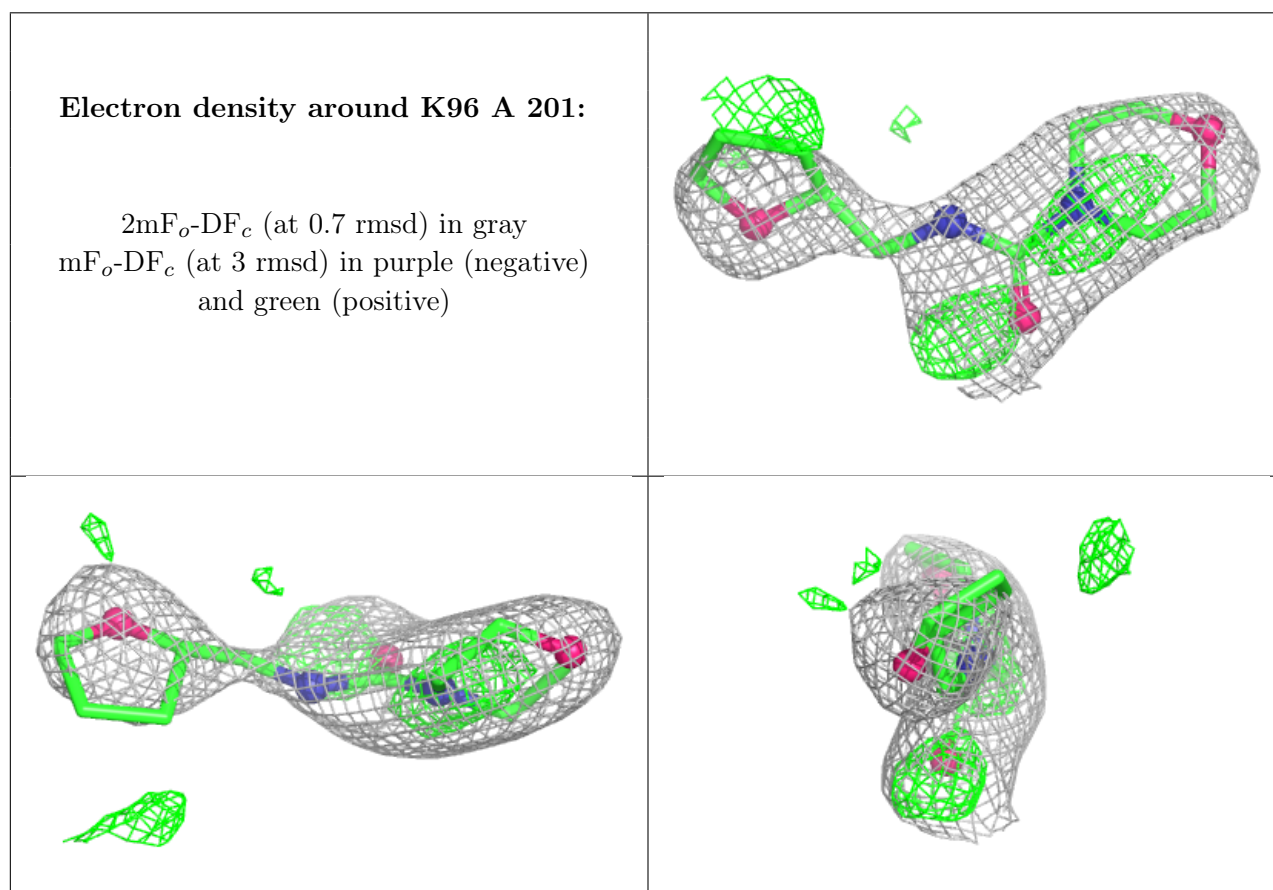 Electron density around K96 A 201:
2mFo-DFc (at 0.7 rmsd) in gray
mFo-DFc (at 3 rmsd) in purple (negative)
and green (positive)